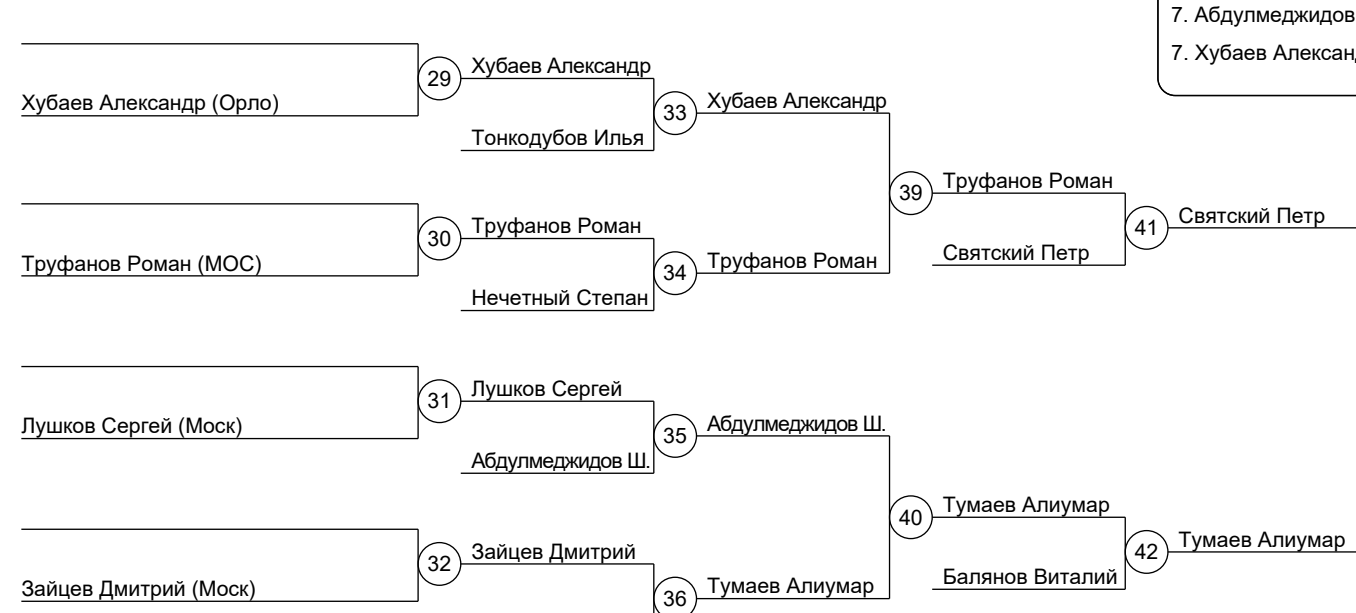 7. Абдулмеджидов
7. Хубаев
Хубаев Александр (Орло)
29
Хубаев Александр
Тонкодубов Илья
33
Хубаев Александр
Труфанов Роман (МОС)
30
Труфанов Роман
Нечетный Степан
34
Труфанов Роман
39
Труфанов Роман
Святский Петр
41
Святский Петр
Лушков Сергей (Моск)
31
Лушков Сергей
Абдулмеджидов Ш.
35
Абдулмеджидов Ш.
Зайцев Дмитрий (Моск)
32
Зайцев Дмитрий
36
Тумаев Алиумар
40
Тумаев Алиумар
Балянов Виталий
42
Тумаев Алиумар